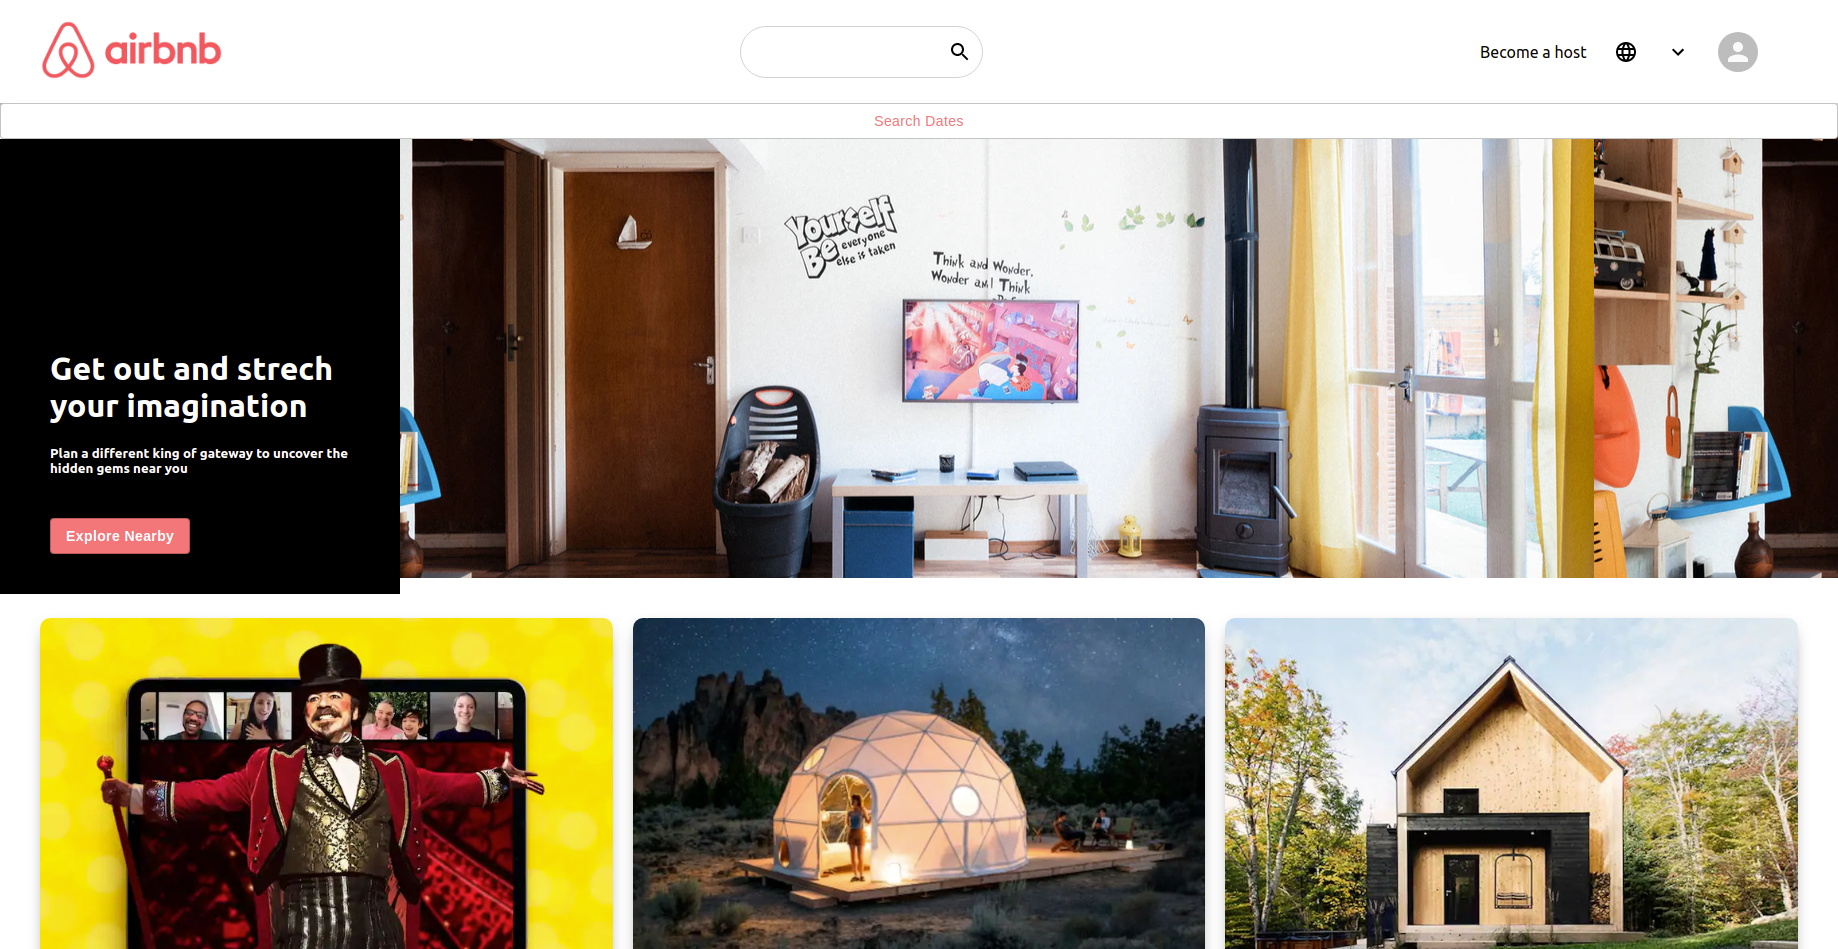 airbnb
Become a host
Search Dates
Yourself
Be everyone
else is taken
Think and Wonder,
Wonder and Think
Get out and strech
your imagination
Plan a different king of gateway to uncover the
hidden gems near you
Explore Nearby